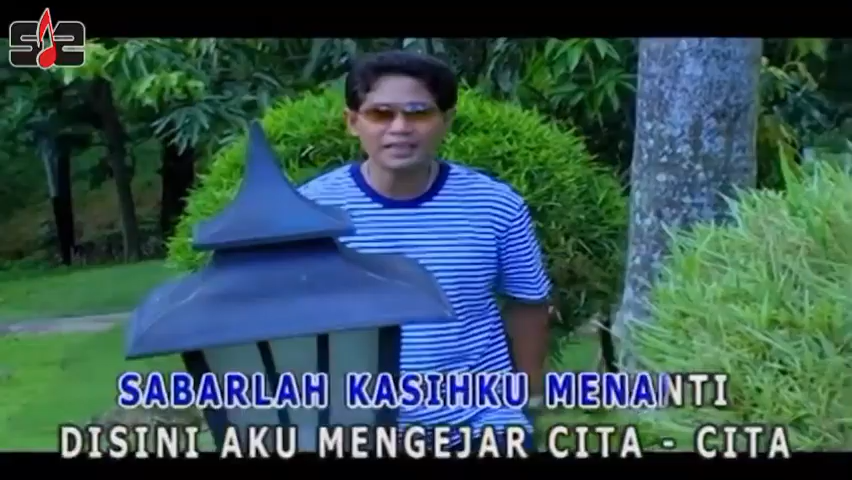 SABARLAH KASIHKU MENANTI
DISINI AKU MENGEJAR CITA - CITA